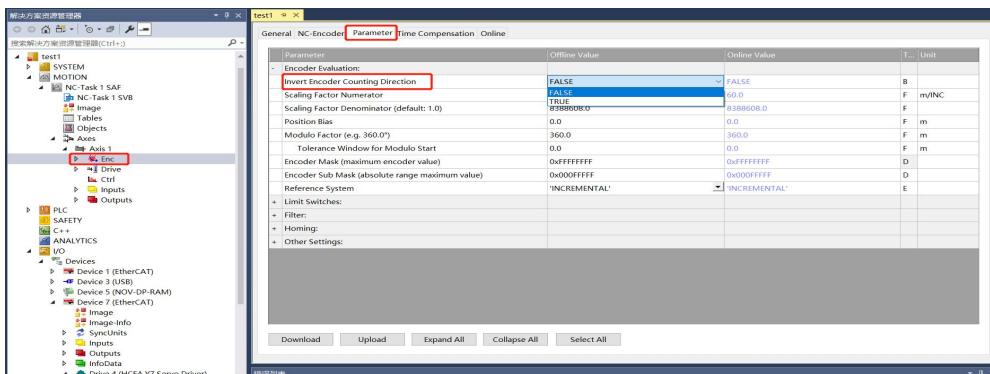 解决方案资源管理器
搜索解决方案资源管理器(Ctrl+;)
test1
SYSTEM
MOTION
NC-Task 1 SAF
NC-Task 1 SVB
Image
Tables
Objects
Axes
Axis 1
Enc
Drive
Ctrl
Inputs
Outputs
PLC
SAFETY
C++
ANALYTICS
I/O
Devices
Device 1 (EtherCAT)
Device 3 (USB)
Device 5 (NOV-DP-RAM)
Device 7 (EtherCAT)
Image
Image-Info
SyncUnits
Inputs
Outputs
InfoData
Drive 4 (HCFA Y7 Servo Driver)
test1
General NC-Encoder Parameter Time Compensation Online
Parameter Offline Value Online Value T... Unit
- Encoder Evaluation:
Invert Encoder Counting Direction FALSE FALSE B
FALSE
TRUE
Scaling Factor Numerator 60.0 F m/INC
Scaling Factor Denominator (default: 1.0) 8388608.0 8388608.0 F
Position Bias 0.0 0.0 F m
Modulo Factor (e.g. 360.0°) 360.0 360.0 F m
Tolerance Window for Modulo Start 0.0 0.0 F m
Encoder Mask (maximum encoder value) 0xFFFFFFFF 0xFFFFFFFF D
Encoder Sub Mask (absolute range maximum value) 0x000FFFFF 0x000FFFFF D
Reference System 'INCREMENTAL' 'INCREMENTAL' E
+ Limit Switches:
+ Filter:
+ Homing:
+ Other Settings:
Download Upload Expand All Collapse All Select All